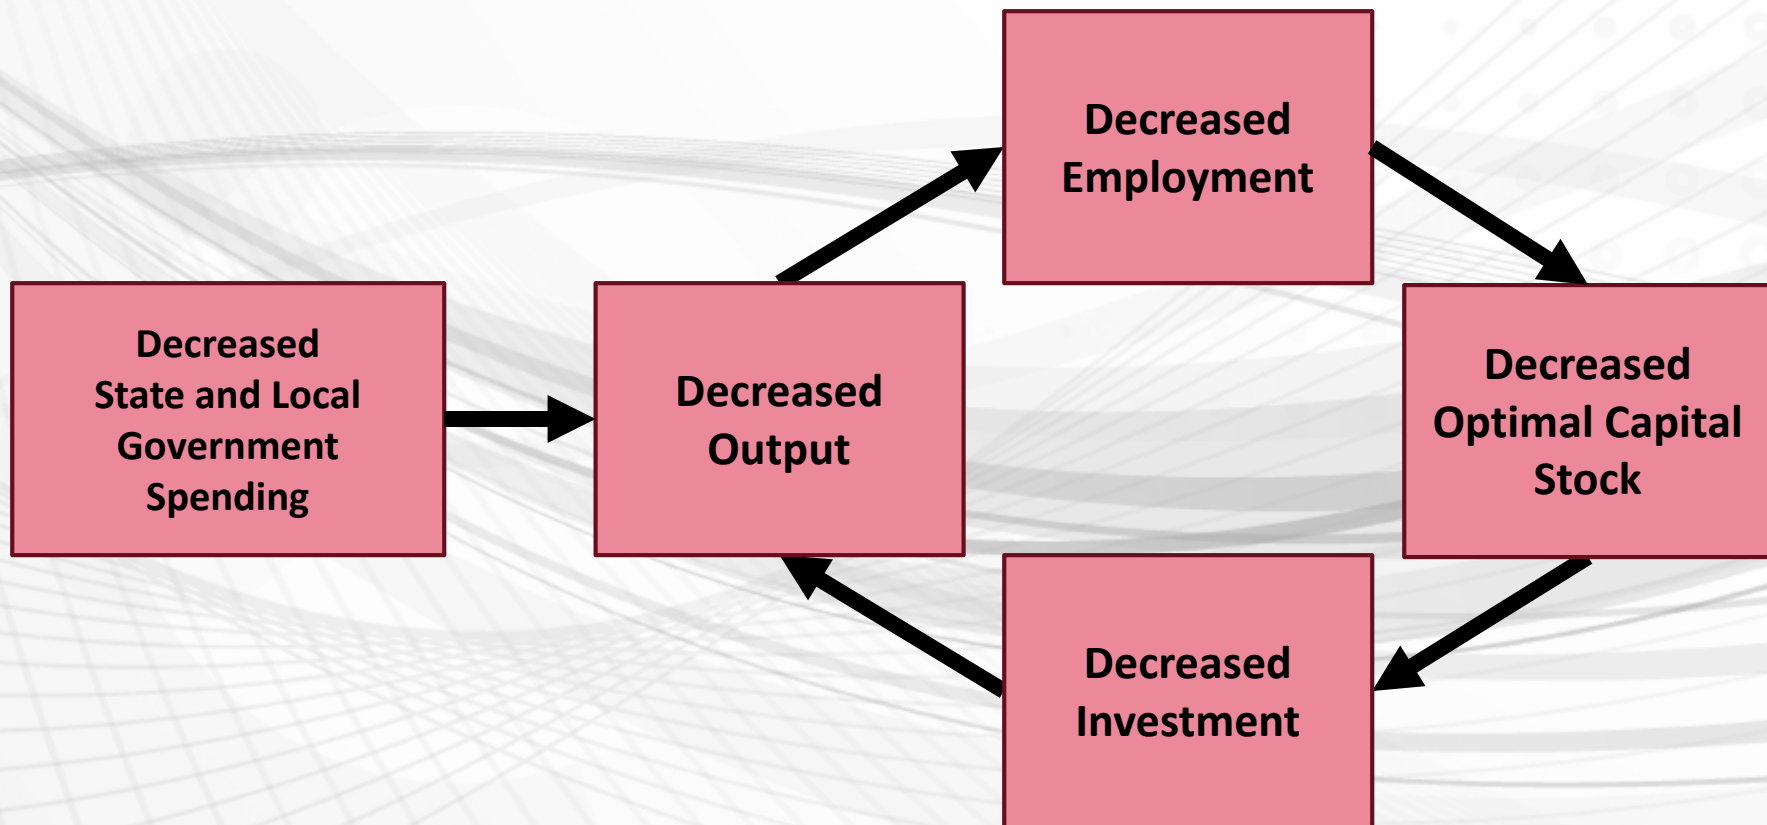 Decreased
State and Local
Government
Spending
Decreased
Output
Decreased
Employment
Decreased
Optimal Capital
Stock
Decreased
Investment